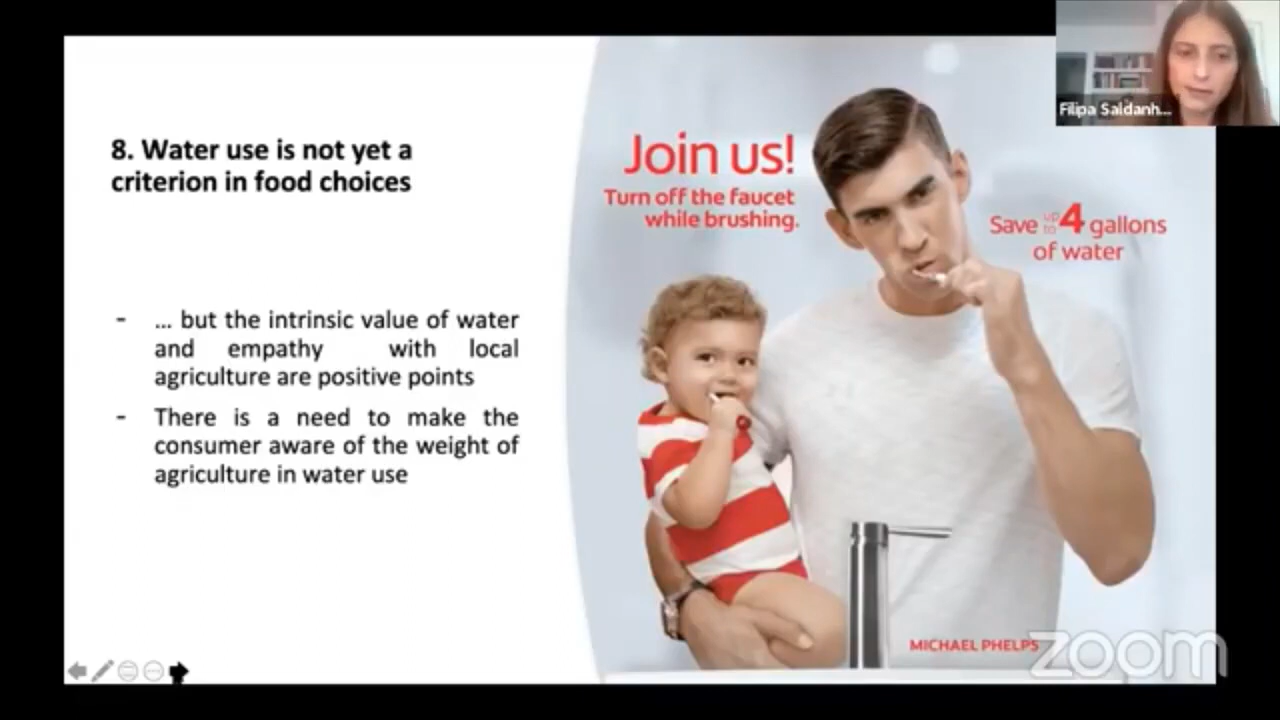 8. Water use is not yet a
criterion in food choices
- ... but the intrinsic value of water
and empathy with local
agriculture are positive points
- There is a need to make the
consumer aware of the weight of
agriculture in water use
Join us!
Turn off the faucet
while brushing.
Save up to 4 gallons
of water
MICHAEL PHELPS
Filipa Saldanh...
zoom